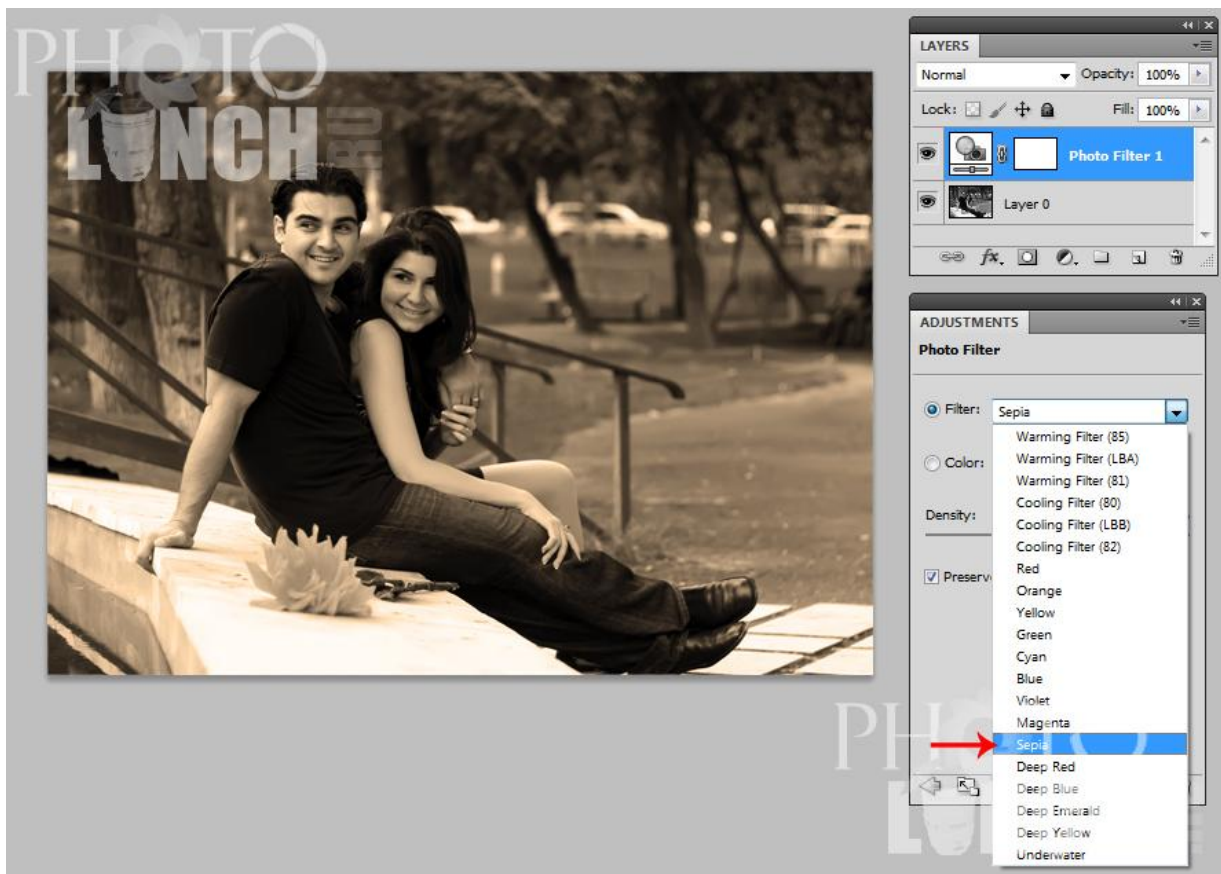 PHOTO
LUNCH RU
LAYERS
Normal Opacity: 100%
Lock: Fill: 100%
Photo Filter 1
Layer 0
fx.
ADJUSTMENTS
Photo Filter
Filter: Sepia
Warming Filter (85)
Color: Warming Filter (LBA)
Warming Filter (81)
Cooling Filter (80)
Density: Cooling Filter (LBB)
Cooling Filter (82)
Red
Preserv
Orange
Yellow
Green
Cyan
Blue
Violet
Magenta
Sepia
Deep Red
Deep Blue
Deep Emerald
Deep Yellow
Underwater